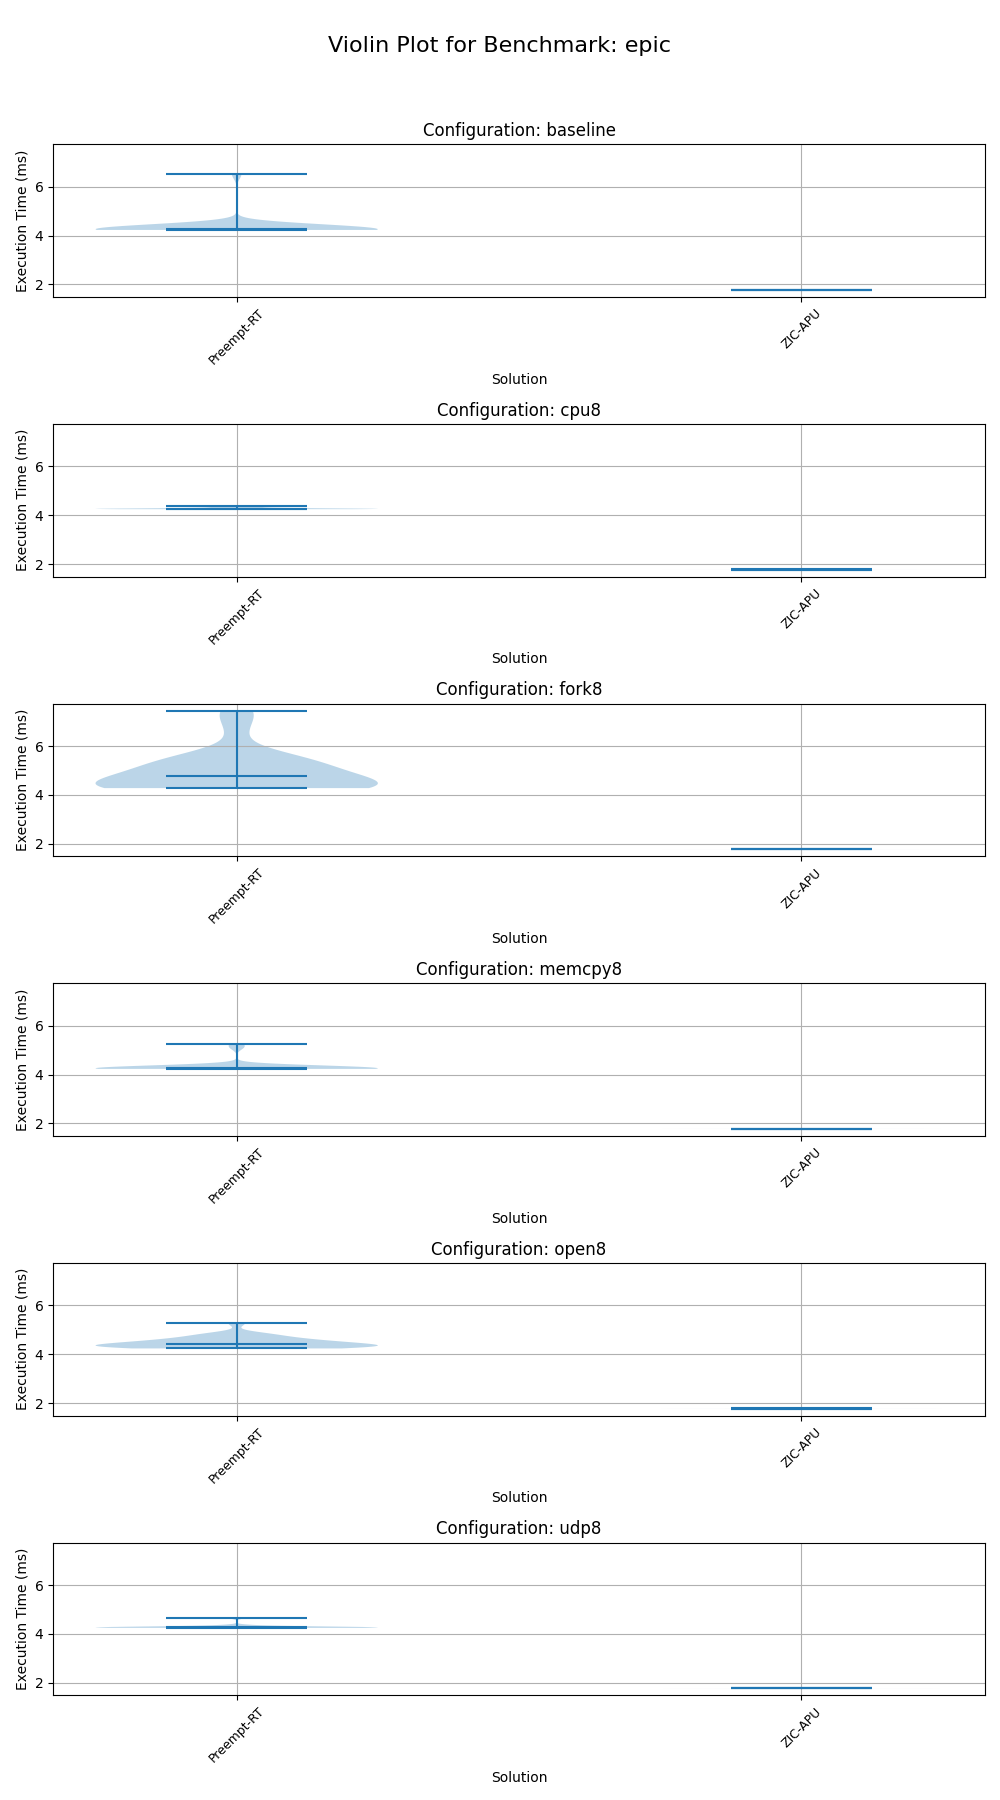 Violin Plot for Benchmark: epic
Configuration: baseline
Execution Time (ms)
6
4
2
Preempt-RT
ZIC-APU
Solution
Configuration: cpu8
Execution Time (ms)
6
4
2
Preempt-RT
ZIC-APU
Solution
Configuration: fork8
Execution Time (ms)
6
4
2
Preempt-RT
ZIC-APU
Solution
Configuration: memcpy8
Execution Time (ms)
6
4
2
Preempt-RT
ZIC-APU
Solution
Configuration: open8
Execution Time (ms)
6
4
2
Preempt-RT
ZIC-APU
Solution
Configuration: udp8
Execution Time (ms)
6
4
2
Preempt-RT
ZIC-APU
Solution